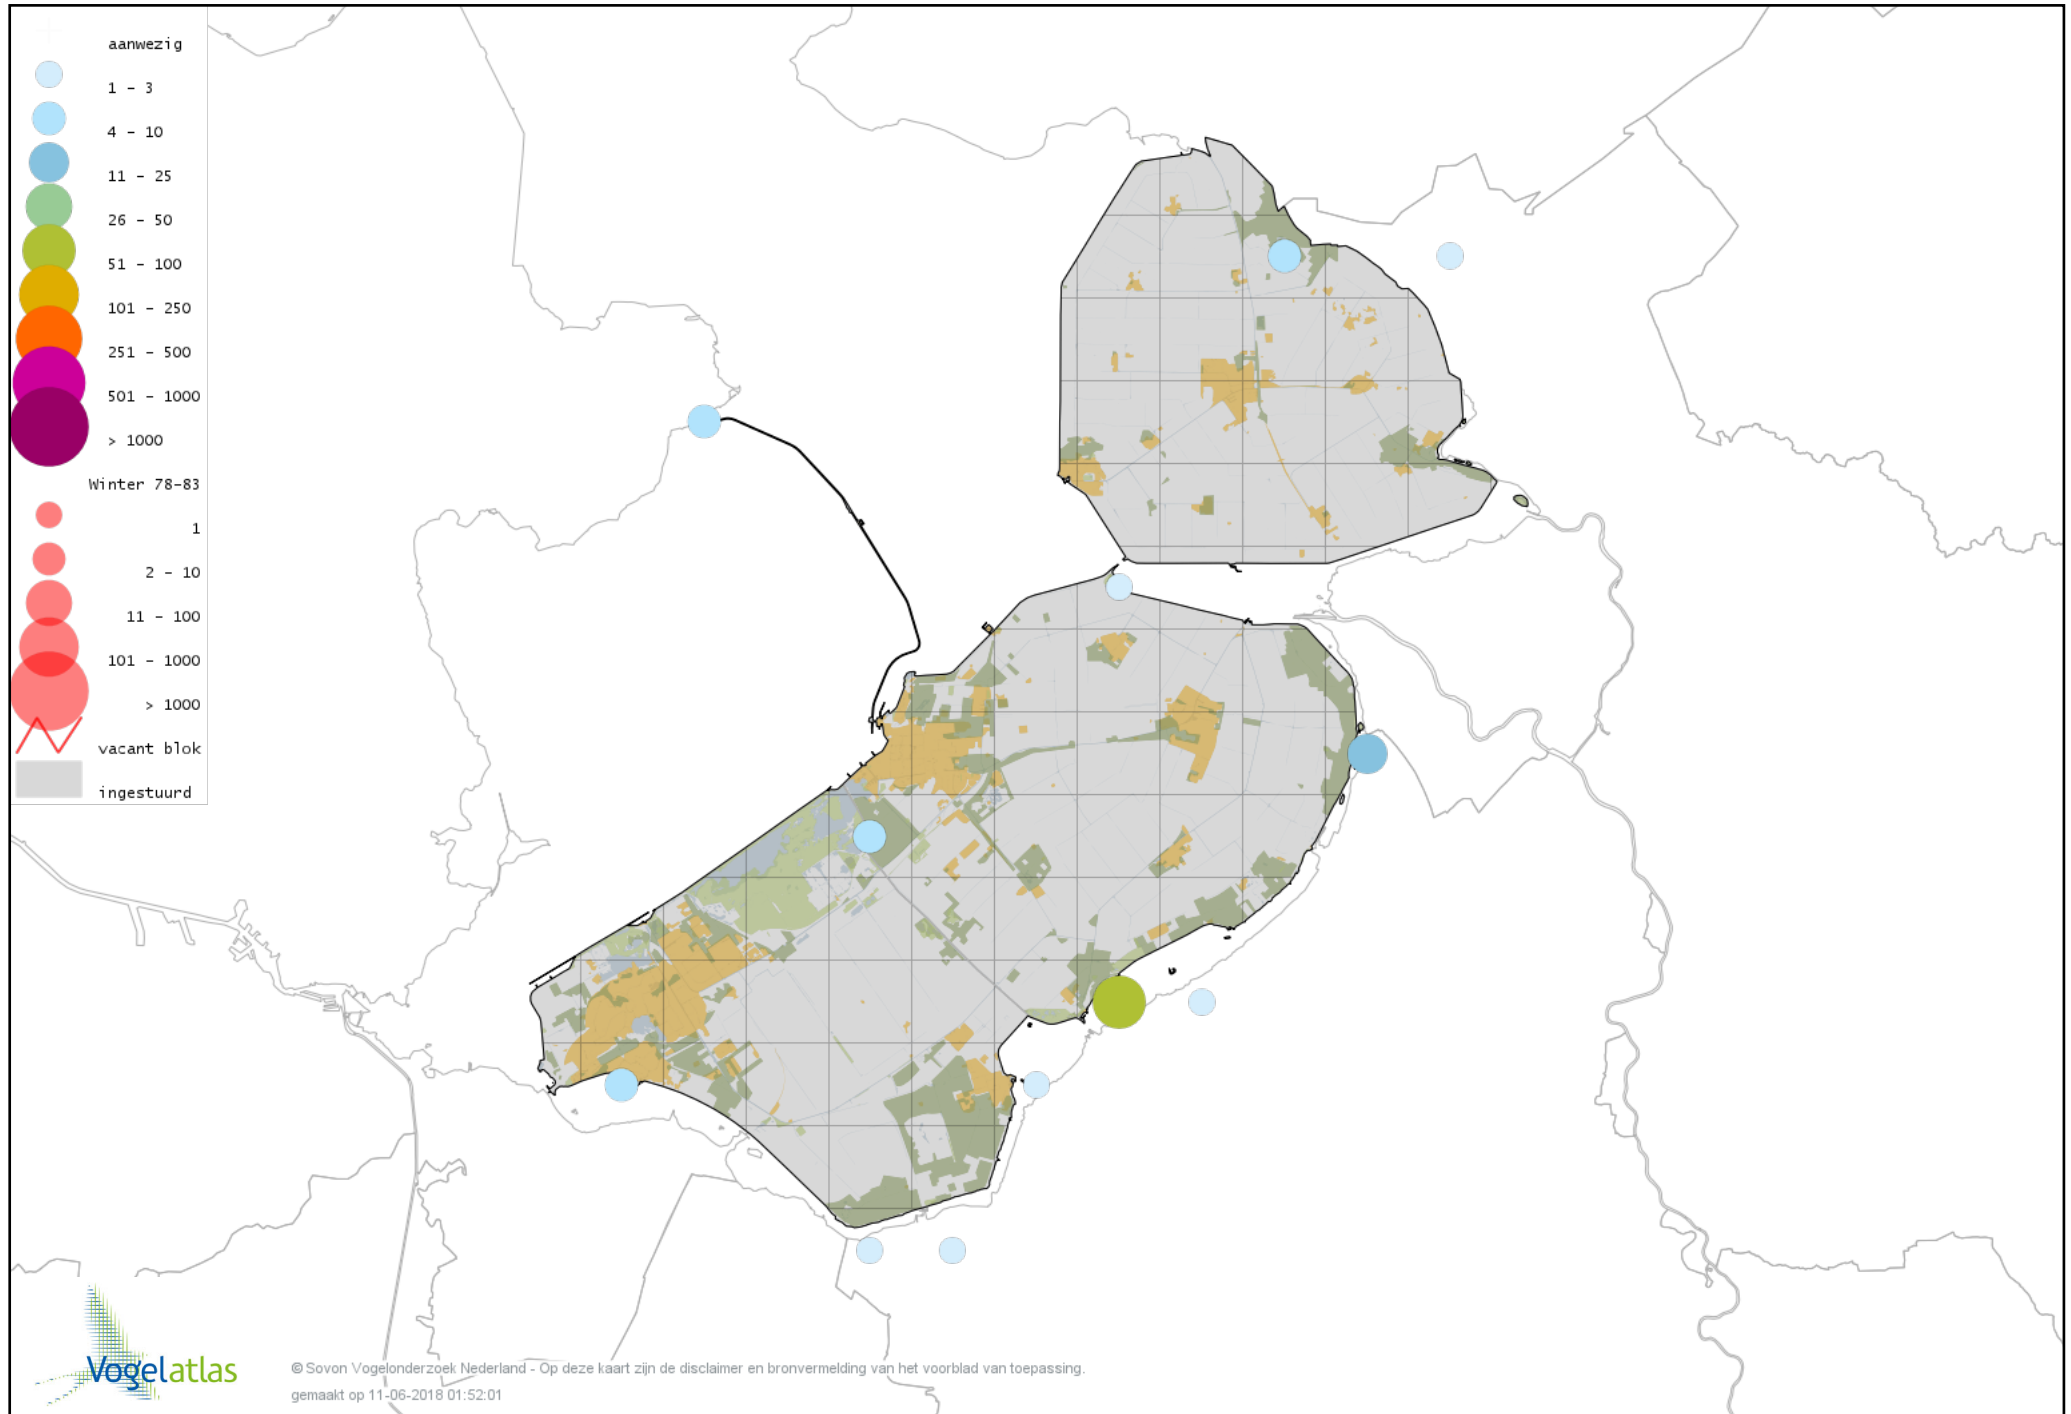 aanwezig
1 - 3
4 - 10
11 - 25
26 - 50
51 - 100
101 - 250
251 - 500
501 - 1000
> 1000
Winter 78-83
1
2 - 10
11 - 100
101 - 1000
> 1000
vacant blok
ingestuurd
Vogelatlas
© Sovon Vogelonderzoek Nederland - Op deze kaart zijn de disclaimer en bronvermelding van het voorblad van toepassing.
gemaakt op 11-06-2018 01:52:01